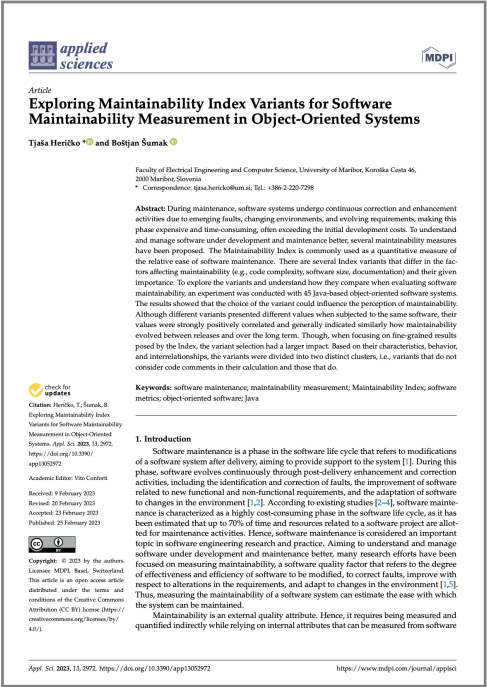 applied
sciences
MDPI
Article
Exploring Maintainability Index Variants for Software
Maintainability Measurement in Object-Oriented Systems
Tjaša Heričko * and Boštjan Šumak
Faculty of Electrical Engineering and Computer Science, University of Maribor, Koroška Cesta 46,
2000 Maribor, Slovenia
* Correspondence: tjasa.hericko@um.si; Tel.: +386-2-220-7298
Abstract: During maintenance, software systems undergo continuous correction and enhancement
activities due to emerging faults, changing environments, and evolving requirements, making this
phase expensive and time-consuming, often exceeding the initial development costs. To understand
and manage software under development and maintenance better, several maintainability measures
have been proposed. The Maintainability Index is commonly used as a quantitative measure of
the relative ease of software maintenance. There are several Index variants that differ in the fac-
tors affecting maintainability (e.g., code complexity, software size, documentation) and their given
importance. To explore the variants and understand how they compare when evaluating software
maintainability, an experiment was conducted with 45 Java-based object-oriented software systems.
The results showed that the choice of the variant could influence the perception of maintainability.
Although different variants presented different values when subjected to the same software, their
values were strongly positively correlated and generally indicated similarly how maintainability
evolved between releases and over the long term. Though, when focusing on fine-grained results
posed by the Index, the variant selection had a larger impact. Based on their characteristics, behavior,
and interrelationships, the variants were divided into two distinct clusters, i.e., variants that do not
consider code comments in their calculation and those that do.
Keywords: software maintenance; maintainability measurement; Maintainability Index; software
metrics; object-oriented software; Java
check for
updates
Citation: Heričko, T.; Šumak, B.
Exploring Maintainability Index
Variants for Software Maintainability
Measurement in Object-Oriented
Systems. Appl. Sci. 2023, 13, 2972.
https://doi.org/10.3390/
app13052972
Academic Editor: Vito Conforti
Received: 9 February 2023
Revised: 20 February 2023
Accepted: 23 February 2023
Published: 25 February 2023
CC BY
Copyright: © 2023 by the authors.
Licensee MDPI, Basel, Switzerland.
This article is an open access article
distributed under the terms and
conditions of the Creative Commons
Attribution (CC BY) license (https://
creativecommons.org/licenses/by/
4.0/).
1. Introduction
Software maintenance is a phase in the software life cycle that refers to modifications
of a software system after delivery, aiming to provide support to the system [1]. During this
phase, software evolves continuously through post-delivery enhancement and correction
activities, including the identification and correction of faults, the improvement of software
related to new functional and non-functional requirements, and the adaptation of software
to changes in the environment [1,2]. According to existing studies [2–4], software mainte-
nance is characterized as a highly cost-consuming phase in the software life cycle, as it has
been estimated that up to 70% of time and resources related to a software project are allot-
ted for maintenance activities. Hence, software maintenance is considered an important
topic in software engineering research and practice. Aiming to understand and manage
software under development and maintenance better, many research efforts have been
focused on measuring maintainability, a software quality factor that refers to the degree
of effectiveness and efficiency of software to be modified, to correct faults, improve with
respect to alterations in the requirements, and adapt to changes in the environment [1,5].
Thus, measuring the maintainability of a software system can estimate the ease with which
the system can be maintained.
Maintainability is an external quality attribute. Hence, it requires being measured and
quantified indirectly while relying on internal attributes that can be measured from software
Appl. Sci. 2023, 13, 2972. https://doi.org/10.3390/app13052972
https://www.mdpi.com/journal/applsci